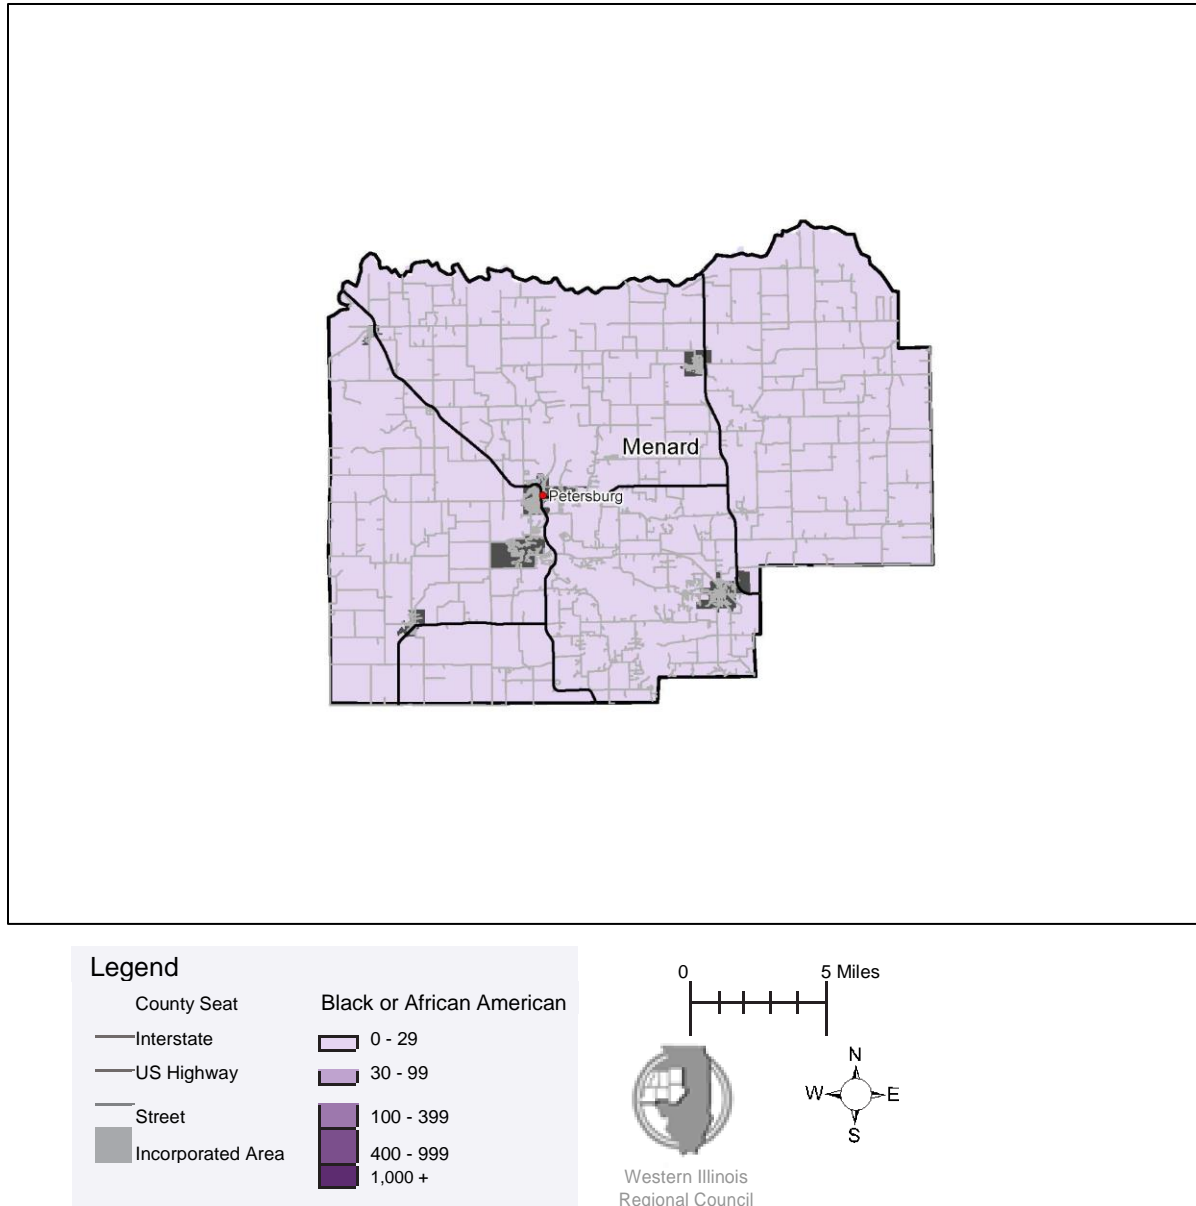 Menard
Petersburg
Legend
County Seat
Interstate
US Highway
Street
Incorporated Area
Black or African American
0 - 29
30 - 99
100 - 399
400 - 999
1,000 +
0 5 Miles
N
W E
S
Western Illinois
Regional Council